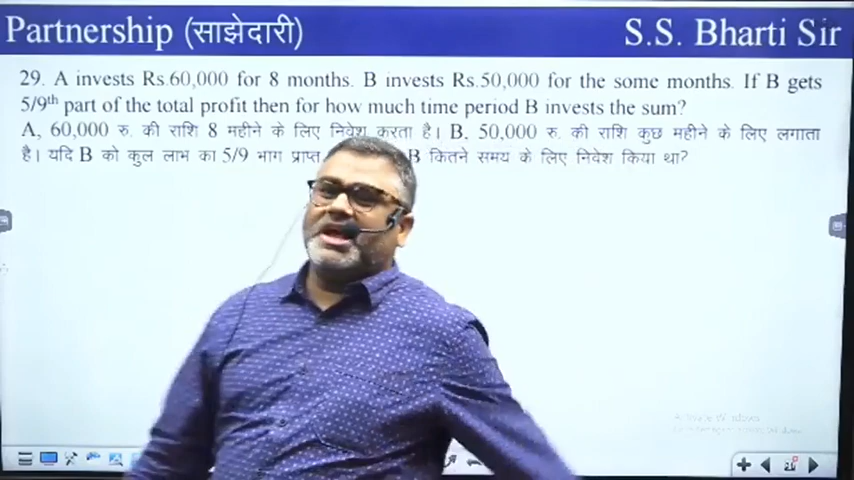 Partnership (साझेदारी)
S.S. Bharti Sir
29. A invests Rs.60,000 for 8 months. B invests Rs.50,000 for the some months. If B gets
5/9th part of the total profit then for how much time period B invests the sum?
A, 60,000 रु. की राशि 8 महीने के लिए निवेश करता है। B. 50,000 रु. की राशि कुछ महीने के लिए लगाता
है। यदि B को कुल लाभ का 5/9 भाग प्राप्त B कितने समय के लिए निवेश किया था?